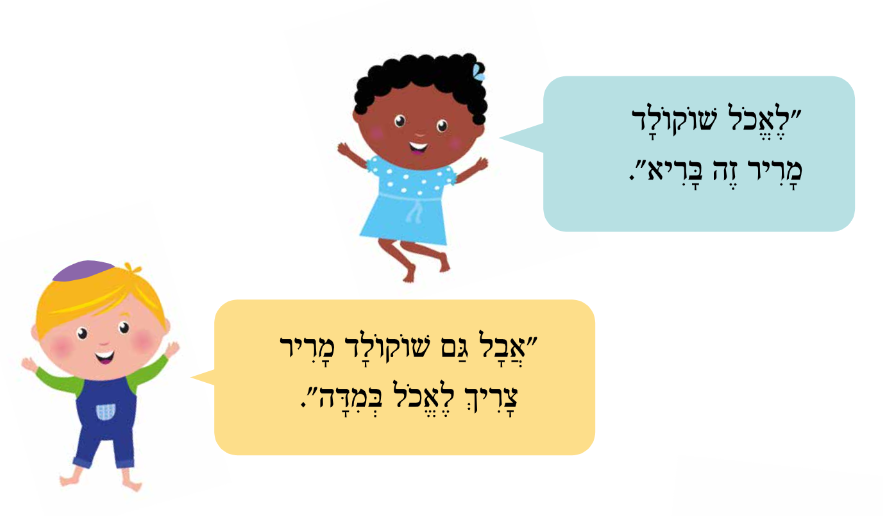 "לֶאֱכֹל שׁוֹקוֹלָד
מָרִיר זֶה בָּרִיא".
"אֲבָל גַּם שׁוֹקוֹלָד מָרִיר
צָרִיךְ לֶאֱכֹל בְּמִדָּה".